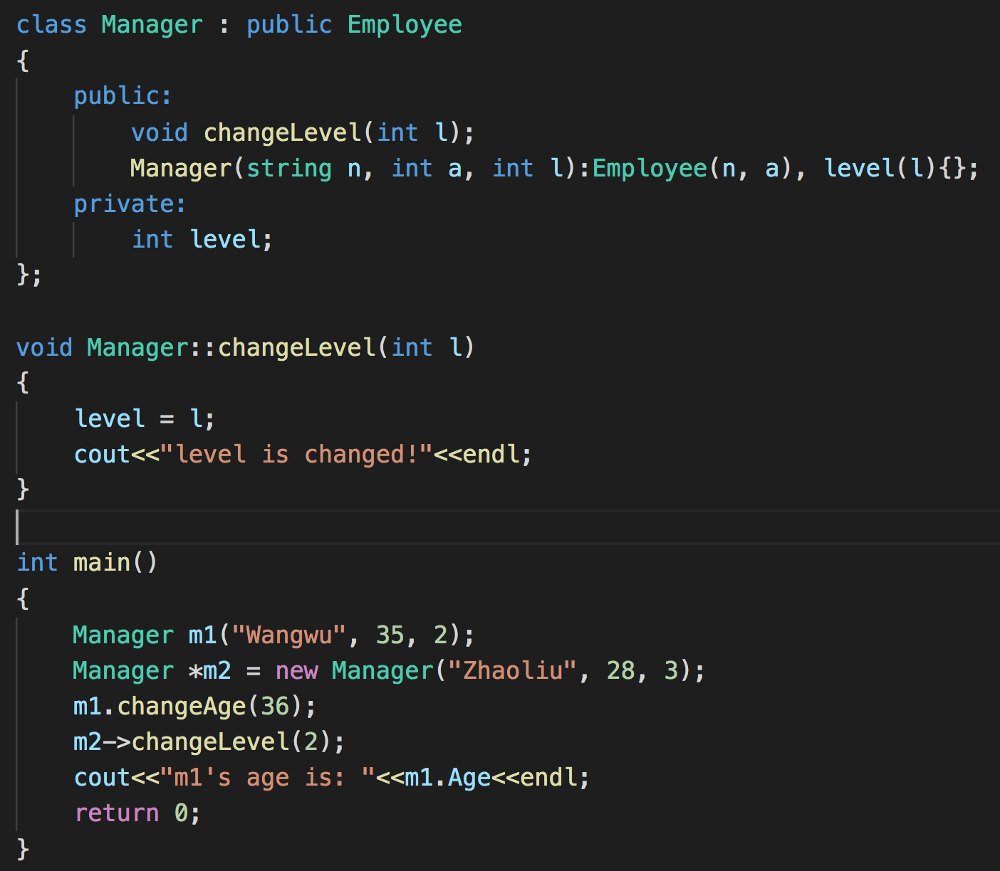 class Manager : public Employee
{
    public:
        void changeLevel(int l);
        Manager(string n, int a, int l):Employee(n, a), level(l){};
    private:
        int level;
};

void Manager::changeLevel(int l)
{
    level = l;
    cout<<"level is changed!"<<endl;
}

int main()
{
    Manager m1("Wangwu", 35, 2);
    Manager *m2 = new Manager("Zhaoliu", 28, 3);
    m1.changeAge(36);
    m2->changeLevel(2);
    cout<<"m1's age is: "<<m1.Age<<endl;
    return 0;
}